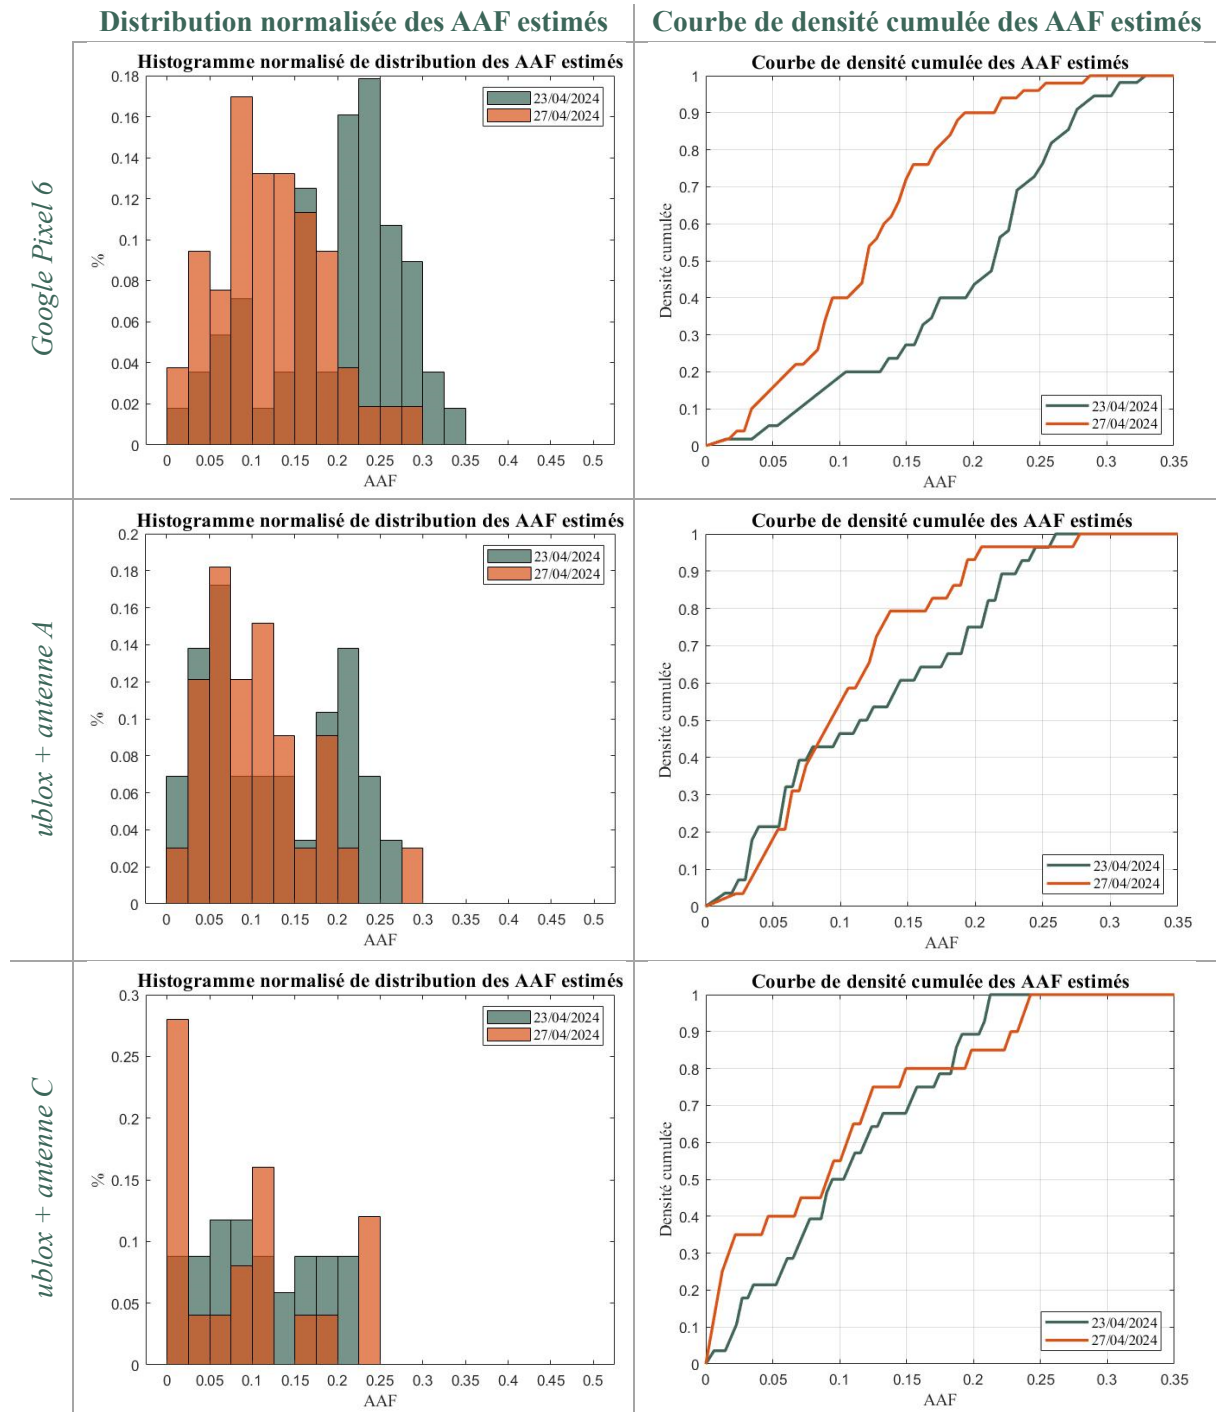 Distribution normalisée des AAF estimés
Courbe de densité cumulée des AAF estimés
Google Pixel 6
Histogramme normalisé de distribution des AAF estimés
0.18
0.16
0.14
0.12
0.1
0.08
0.06
0.04
0.02
0
%
23/04/2024
27/04/2024
0 0.05 0.1 0.15 0.2 0.25 0.3 0.35 0.4 0.45 0.5
AAF
Courbe de densité cumulée des AAF estimés
1
0.9
0.8
0.7
0.6
0.5
0.4
0.3
0.2
0.1
0
Densité cumulée
23/04/2024
27/04/2024
0 0.05 0.1 0.15 0.2 0.25 0.3 0.35
AAF
ublox + antenne A
Histogramme normalisé de distribution des AAF estimés
0.2
0.18
0.16
0.14
0.12
0.1
0.08
0.06
0.04
0.02
0
%
23/04/2024
27/04/2024
0 0.05 0.1 0.15 0.2 0.25 0.3 0.35 0.4 0.45 0.5
AAF
Courbe de densité cumulée des AAF estimés
1
0.9
0.8
0.7
0.6
0.5
0.4
0.3
0.2
0.1
0
Densité cumulée
23/04/2024
27/04/2024
0 0.05 0.1 0.15 0.2 0.25 0.3 0.35
AAF
ublox + antenne C
Histogramme normalisé de distribution des AAF estimés
0.3
0.25
0.2
0.15
0.1
0.05
0
%
23/04/2024
27/04/2024
0 0.05 0.1 0.15 0.2 0.25 0.3 0.35 0.4 0.45 0.5
AAF
Courbe de densité cumulée des AAF estimés
1
0.9
0.8
0.7
0.6
0.5
0.4
0.3
0.2
0.1
0
Densité cumulée
23/04/2024
27/04/2024
0 0.05 0.1 0.15 0.2 0.25 0.3 0.35
AAF